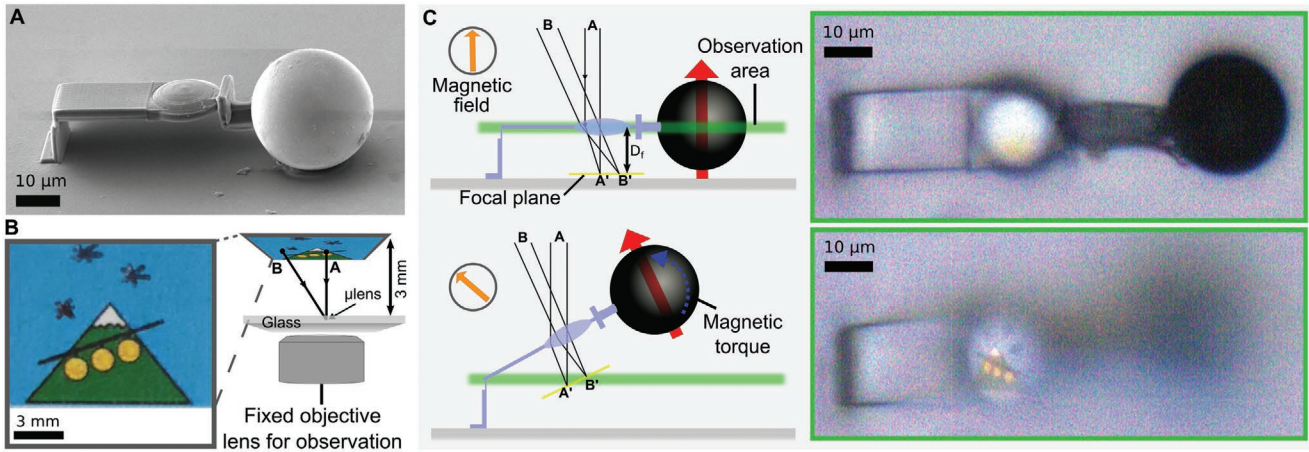 A
10 µm
B
3 mm
B
A
µlens
3 mm
Glass
Fixed objective
lens for observation
C
Magnetic
field
B
A
Observation
area
Df
A'
B'
Focal plane
B
A
Magnetic
torque
A'
B'
10 µm
10 µm